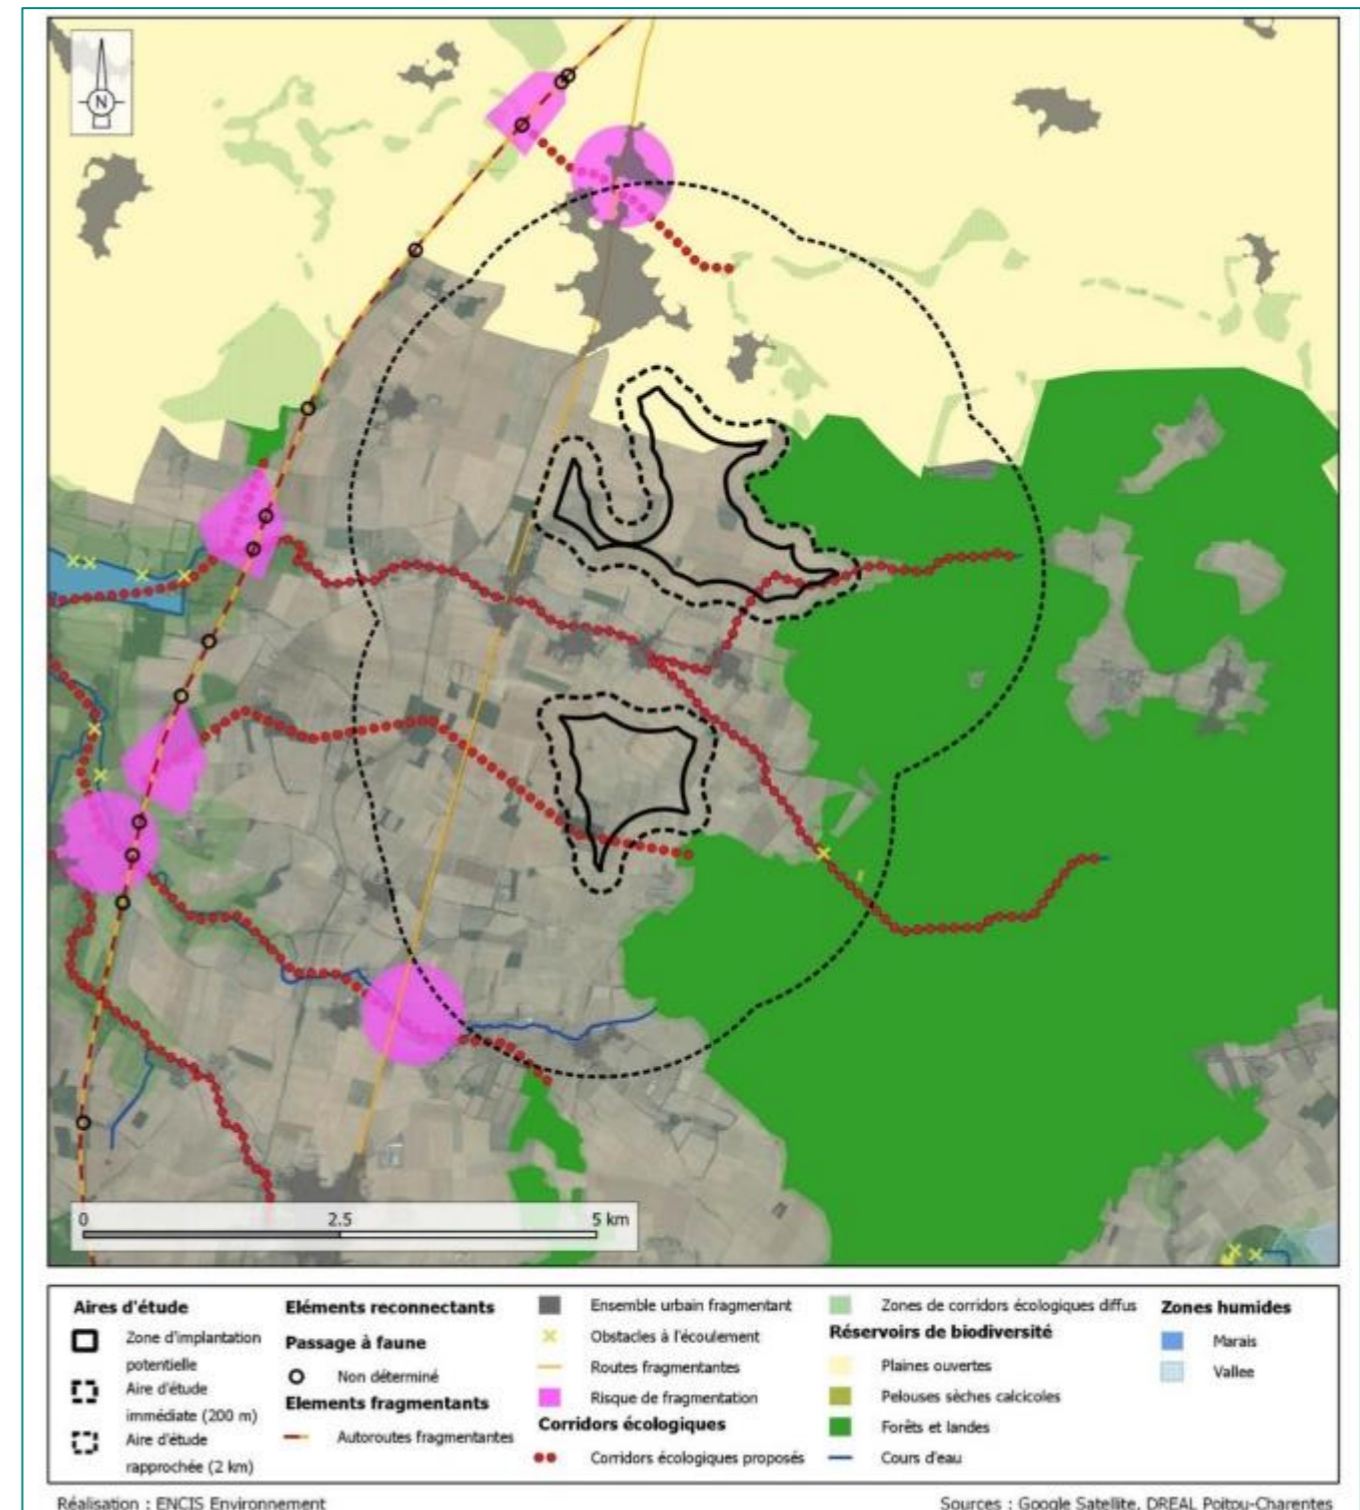 N
0 2.5 5 km
Aires d'étude
Zone d'implantation
potentielle
Aire d'étude
immédiate (200 m)
Aire d'étude
rapprochée (2 km)
Eléments reconnectants
Passage à faune
Non déterminé
Elements fragmentants
Autoroutes fragmentantes
Ensemble urbain fragmentant
Obstacles à l'écoulement
Routes fragmentantes
Risque de fragmentation
Corridors écologiques
Corridors écologiques proposés
Zones de corridors écologiques diffus
Réservoirs de biodiversité
Plaines ouvertes
Pelouses sèches calcicoles
Forêts et landes
Cours d'eau
Zones humides
Marais
Vallee
Réalisation : ENCIS Environnement
Sources : Google Satellite, DREAL Poitou-Charentes